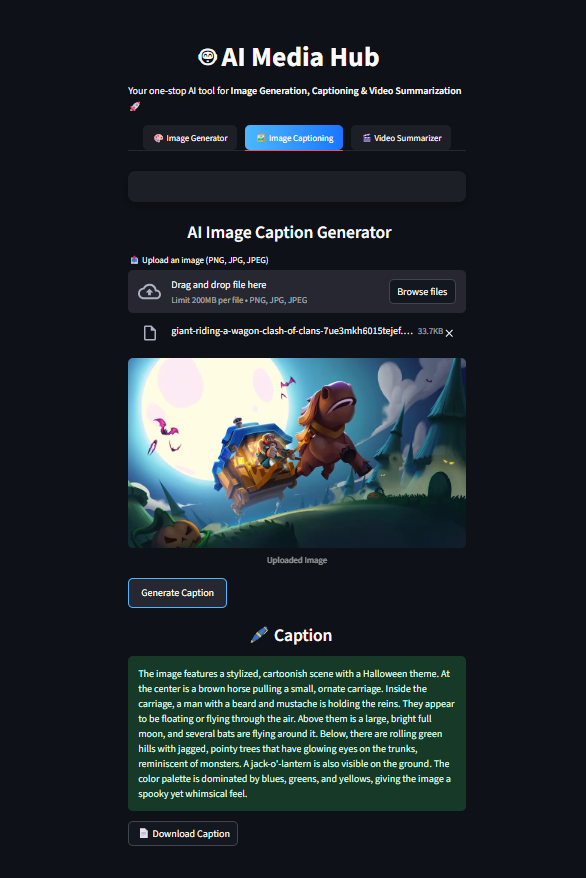 AI Media Hub
Your one-stop AI tool for Image Generation, Captioning & Video Summarization
🚀
🎨 Image Generator
🖼️ Image Captioning
🎬 Video Summarizer
AI Image Caption Generator
📤 Upload an image (PNG, JPG, JPEG)
Drag and drop file here
Limit 200MB per file • PNG, JPG, JPEG
Browse files
giant-riding-a-wagon-clash-of-clans-7ue3mkh6015tejef.... 33.7KB
Uploaded Image
Generate Caption
Caption
The image features a stylized, cartoonish scene with a Halloween theme. At
the center is a brown horse pulling a small, ornate carriage. Inside the
carriage, a man with a beard and mustache is holding the reins. They appear
to be floating or flying through the air. Above them is a large, bright full
moon, and several bats are flying around it. Below, there are rolling green
hills with jagged, pointy trees that have glowing eyes on the trunks,
reminiscent of monsters. A jack-o'-lantern is also visible on the ground. The
color palette is dominated by blues, greens, and yellows, giving the image a
spooky yet whimsical feel.
Download Caption